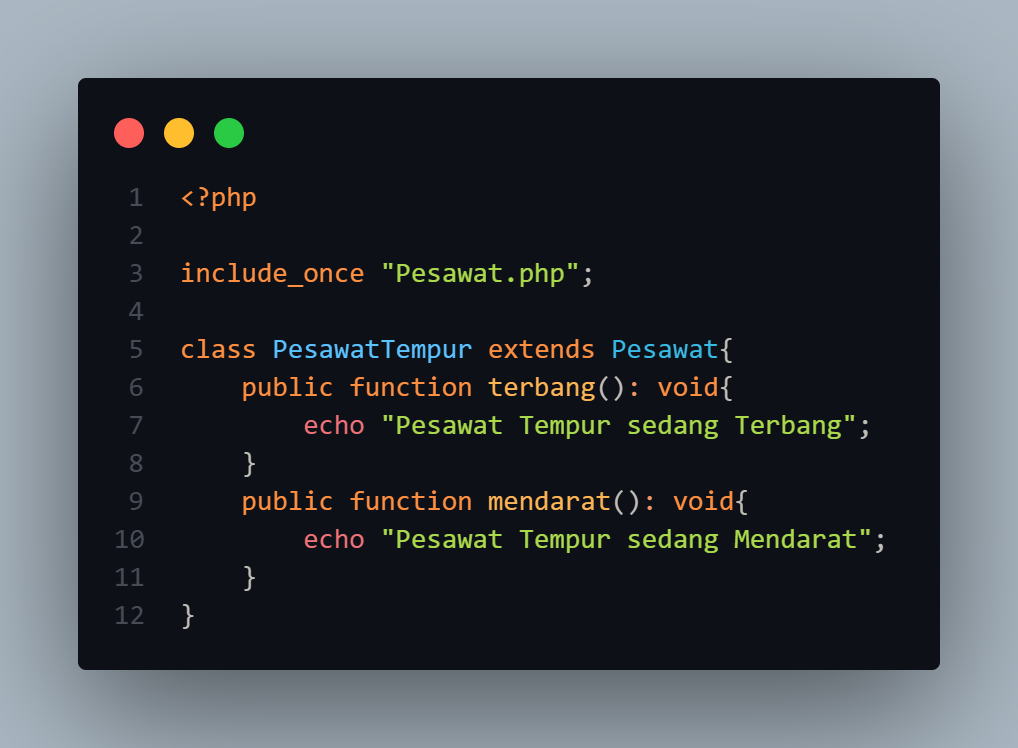 1 <?php
2
3 include_once "Pesawat.php";
4
5 class PesawatTempur extends Pesawat{
6     public function terbang(): void{
7         echo "Pesawat Tempur sedang Terbang";
8     }
9     public function mendarat(): void{
10         echo "Pesawat Tempur sedang Mendarat";
11     }
12 }